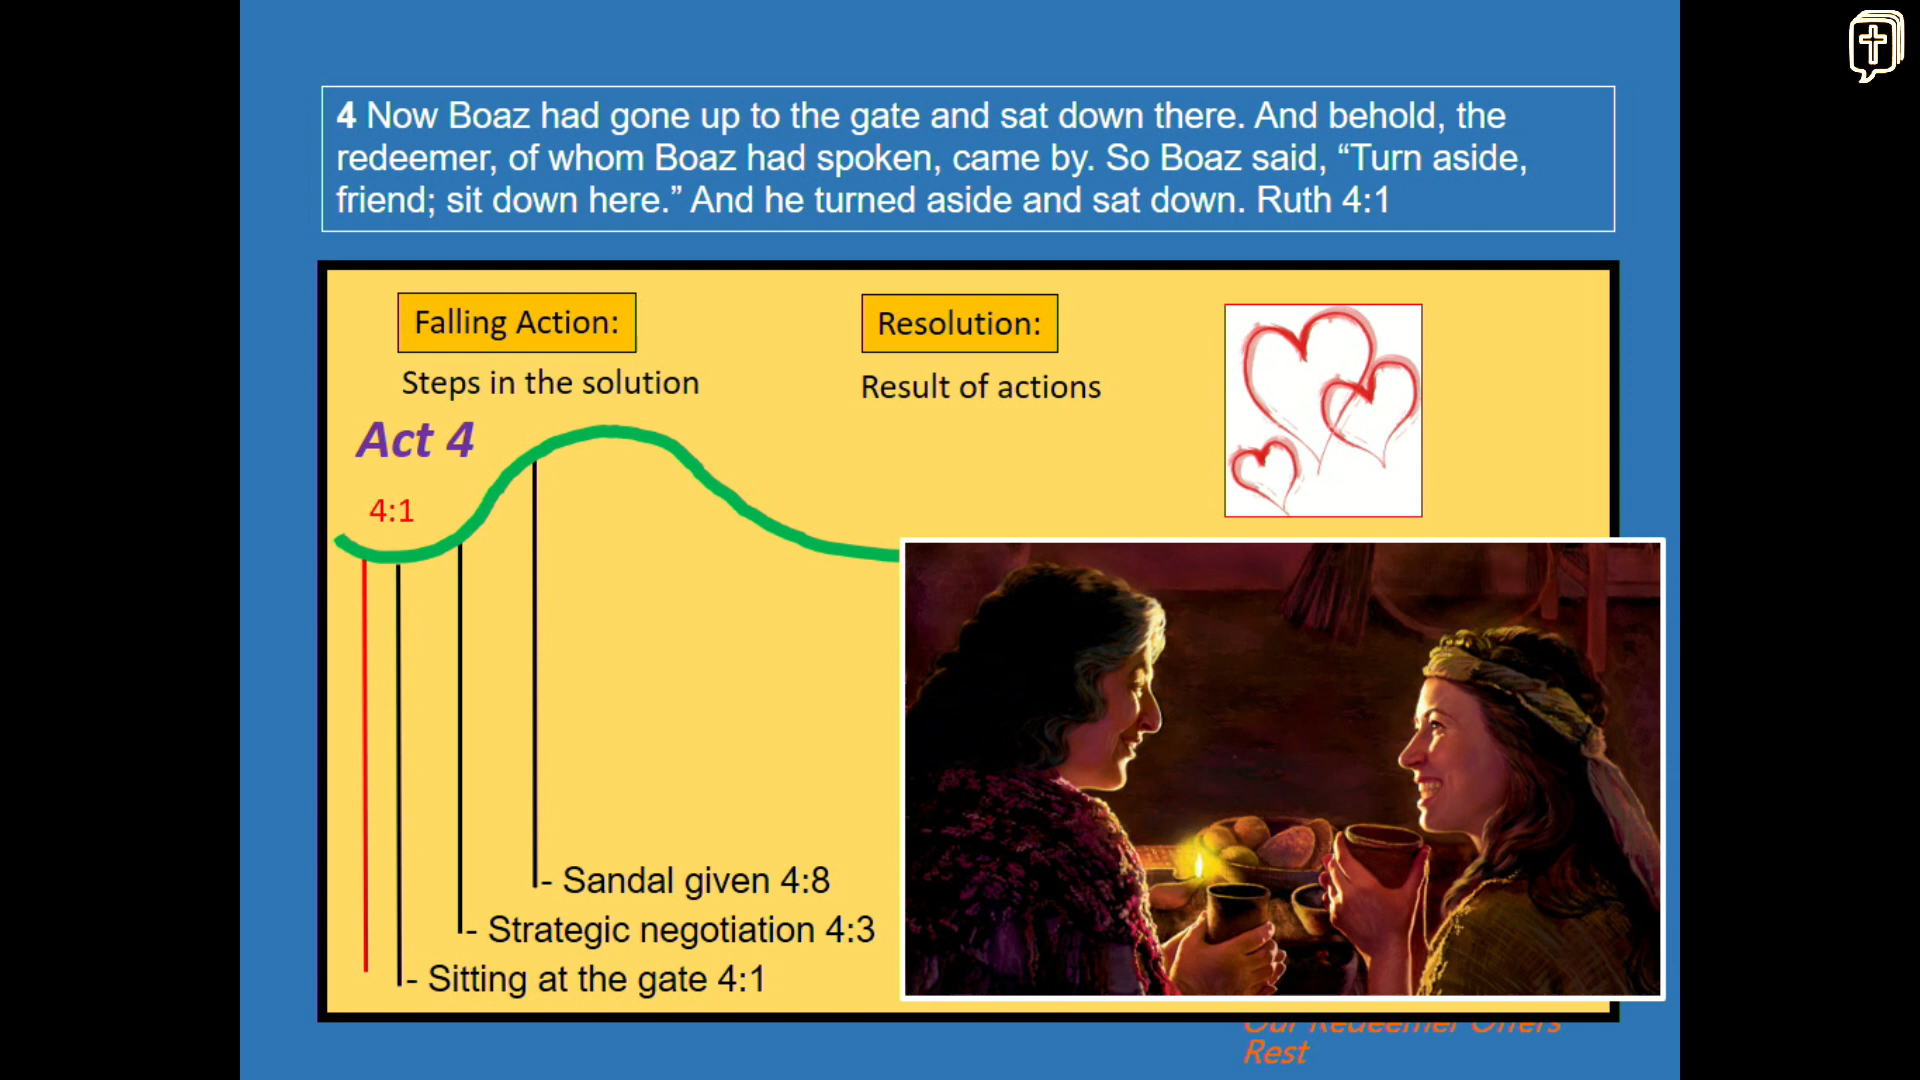 4 Now Boaz had gone up to the gate and sat down there. And behold, the
redeemer, of whom Boaz had spoken, came by. So Boaz said, “Turn aside,
friend; sit down here.” And he turned aside and sat down. Ruth 4:1
Falling Action:
Resolution:
Steps in the solution
Result of actions
Act 4
4:1
- Sandal given 4:8
- Strategic negotiation 4:3
- Sitting at the gate 4:1
Our Redeemer Offers
Rest